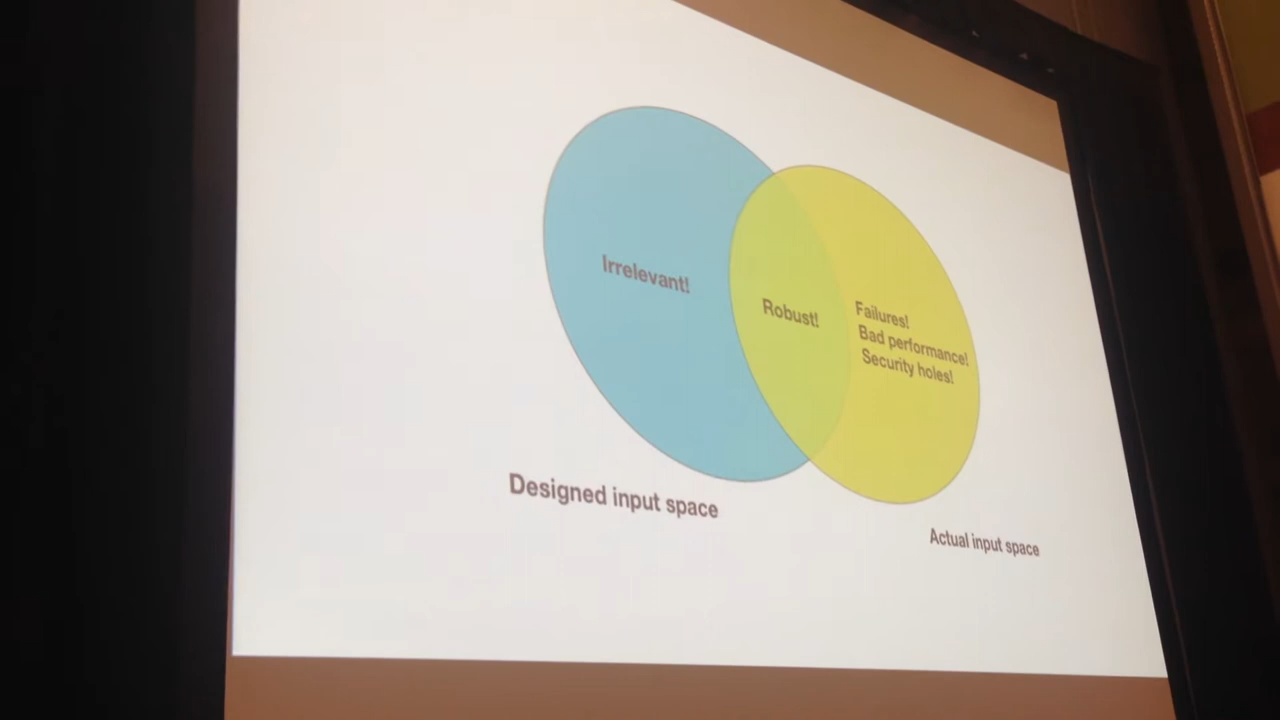 Irrelevant!
Robust!
Failures!
Bad performance!
Security holes!
Designed input space
Actual input space